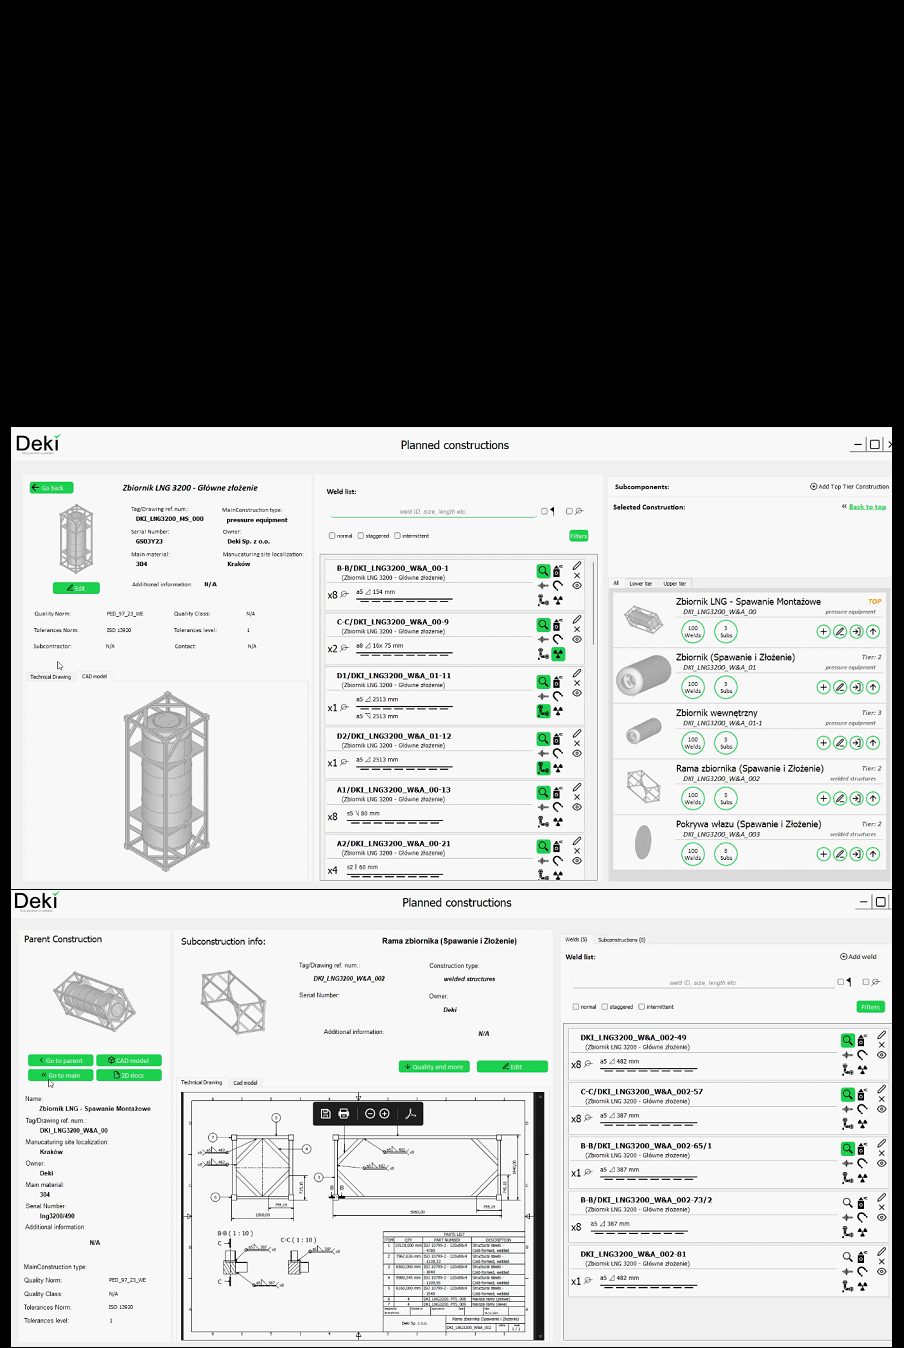 Deki
Planned constructions
Go back
Zbiornik LNG 3200 - Główne złożenie
Tag/Drawing ref. num.:
DKI_LNG3200_MS_000
MainConstruction type:
pressure equipment
Serial Number:
GS03Y23
Owner:
Deki Sp. z o.o.
Main material:
304
Manucaturing site localization:
Kraków
Edit
Additional information:
N/A
Quality Norm:
PED_97_23_WE
Quality Class:
N/A
Tolerances Norm:
ISO 13920
Tolerances level:
1
Subcontractor:
N/A
Contact:
N/A
Technical Drawing
CAD model
Weld list:
weld ID, size, length etc.
normal
staggered
intermittent
Filters
B-B/DKI_LNG3200_W&A_00-1
(Zbiornik LNG 3200 - Główne złożenie)
x8
a5 ⊿ 154 mm
C-C/DKI_LNG3200_W&A_00-9
(Zbiornik LNG 3200 - Główne złożenie)
x2
a8 ⊿ 16x 75 mm
D1/DKI_LNG3200_W&A_01-11
(Zbiornik LNG 3200 - Główne złożenie)
x1
a5 ⊿ 2513 mm
a5 2513 mm
D2/DKI_LNG3200_W&A_01-12
(Zbiornik LNG 3200 - Główne złożenie)
x1
a5 ⊿ 2513 mm
A1/DKI_LNG3200_W&A_00-13
(Zbiornik LNG 3200 - Główne złożenie)
x8
s5 80 mm
A2/DKI_LNG3200_W&A_00-21
(Zbiornik LNG 3200 - Główne złożenie)
x4
s2 60 mm
Subcomponents:
Add Top Tier Construction
Selected Construction:
Back to top
All
Lower tier
Upper tier
Zbiornik LNG - Spawanie Montażowe
TOP
DKI_LNG3200_W&A_00
pressure equipment
100 Welds
3 Subs
Zbiornik (Spawanie i Złożenie)
Tier: 2
DKI_LNG3200_W&A_01
pressure equipment
100 Welds
3 Subs
Zbiornik wewnętrzny
Tier: 3
DKI_LNG3200_W&A_01-1
pressure equipment
100 Welds
3 Subs
Rama zbiornika (Spawanie i Złożenie)
Tier: 2
DKI_LNG3200_W&A_002
welded structures
100 Welds
3 Subs
Pokrywa włazu (Spawanie i Złożenie)
Tier: 2
DKI_LNG3200_W&A_003
welded structures
100 Welds
3 Subs
Deki
Planned constructions
Parent Construction
Go to parent
CAD model
Go to main
2D docs
Name:
Zbiornik LNG - Spawanie Montażowe
Tag/Drawing ref. num.:
DKI_LNG3200_W&A_00
Manucaturing site localization:
Kraków
Owner:
Deki
Main material:
304
Serial Number:
lng3200/490
Additional information:
N/A
MainConstruction type:
Quality Norm:
PED_97_23_WE
Quality Class:
N/A
Tolerances Norm:
ISO 13920
Tolerances level:
1
Subconstruction info:
Rama zbiornika (Spawanie i Złożenie)
Tag/Drawing ref. num.:
DKI_LNG3200_W&A_002
Construction type:
welded structures
Serial Number:
Owner:
Deki
Additional information:
N/A
Quality and more
Edit
Technical Drawing
Cad model
B-B ( 1 : 10 )
C-C ( 1 : 10 )
PARTS LIST
ITEM
QTY
PART NUMBER
DESCRIPTION
Deki Sp. z o.o.
Rama zbiornika (Spawanie i Złożenie)
DKI_LNG3200_W&A_002
Welds (5)
Subconstructions (0)
Weld list:
Add weld
weld ID, size, length etc.
normal
staggered
intermittent
Filters
DKI_LNG3200_W&A_002-49
(Zbiornik LNG 3200 - Główne złożenie)
x8
a5 ⊿ 482 mm
C-C/DKI_LNG3200_W&A_002-57
(Zbiornik LNG 3200 - Główne złożenie)
x8
a5 ⊿ 387 mm
B-B/DKI_LNG3200_W&A_002-65/1
(Zbiornik LNG 3200 - Główne złożenie)
x1
a5 ⊿ 387 mm
B-B/DKI_LNG3200_W&A_002-73/2
(Zbiornik LNG 3200 - Główne złożenie)
x8
a5 ⊿ 387 mm
DKI_LNG3200_W&A_002-81
(Zbiornik LNG 3200 - Główne złożenie)
x1
a5 ⊿ 482 mm